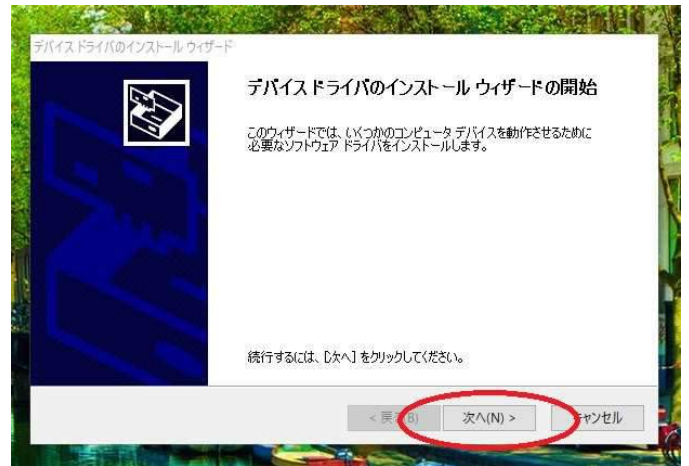 デバイス ドライバのインストール ウィザード
デバイス ドライバのインストール ウィザードの開始
このウィザードでは、いくつかのコンピュータ デバイスを動作させるために
必要なソフトウェア ドライバをインストールします。
続行するには、[次へ] をクリックしてください。
< 戻る(B)
次へ(N) >
キャンセル